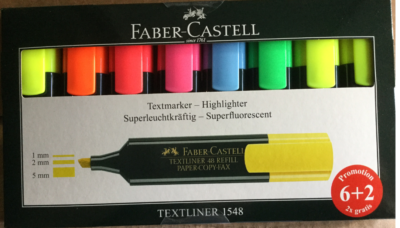 FABER-CASTELL
since 1761
Textmarker – Highlighter
Superleuchtkräftig – Superfluorescent
1 mm
2 mm
5 mm
FABER-CASTELL
TEXTLINER 48 REFILL
PAPER·COPY·FAX
Promotion
6+2
2x gratis
TEXTLINER 1548